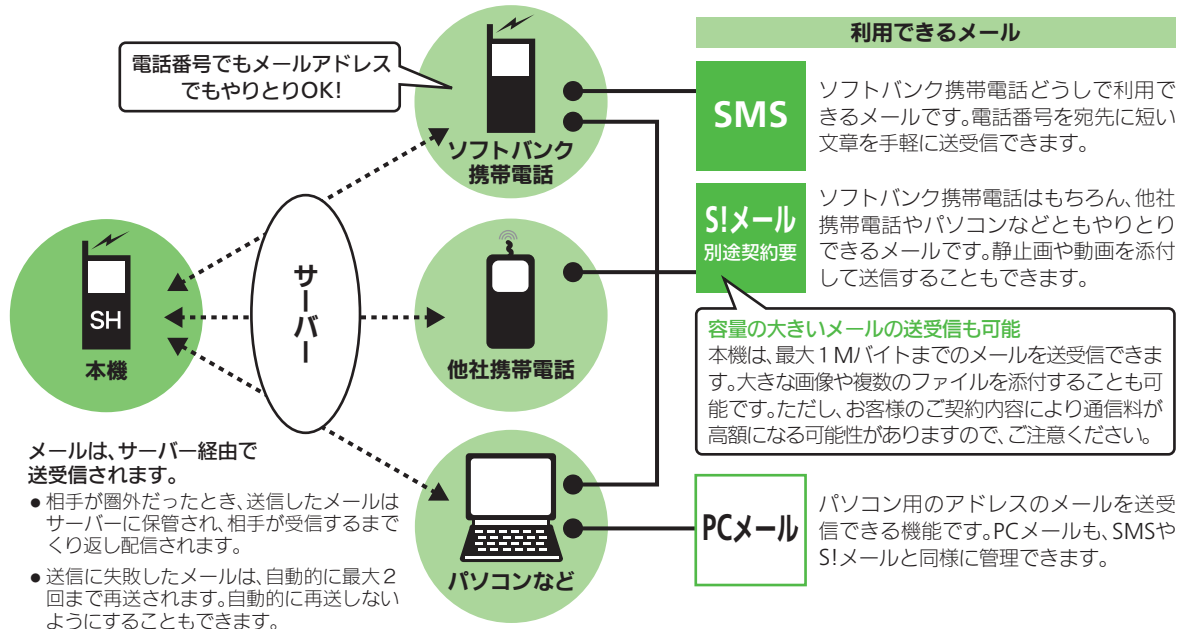 電話番号でもメールアドレス
でもやりとりOK!
ソフトバンク
携帯電話
サーバー
SH
本機
他社携帯電話
パソコンなど
メールは、サーバー経由で
送受信されます。
●相手が圏外だったとき、送信したメールは
サーバーに保管され、相手が受信するまで
くり返し配信されます。
●送信に失敗したメールは、自動的に最大2
回まで再送されます。自動的に再送しない
ようにすることもできます。
利用できるメール
SMS
ソフトバンク携帯電話どうしで利用で
きるメールです。電話番号を宛先に短い
文章を手軽に送受信できます。
S!メール
別途契約要
ソフトバンク携帯電話はもちろん、他社
携帯電話やパソコンなどともやりとり
できるメールです。静止画や動画を添付
して送信することもできます。
容量の大きいメールの送受信も可能
本機は、最大1Mバイトまでのメールを送受信できま
す。大きな画像や複数のファイルを添付することも可
能です。ただし、お客様のご契約内容により通信料が
高額になる可能性がありますので、ご注意ください。
PCメール
パソコン用のアドレスのメールを送受
信できる機能です。PCメールも、SMSや
S!メールと同様に管理できます。